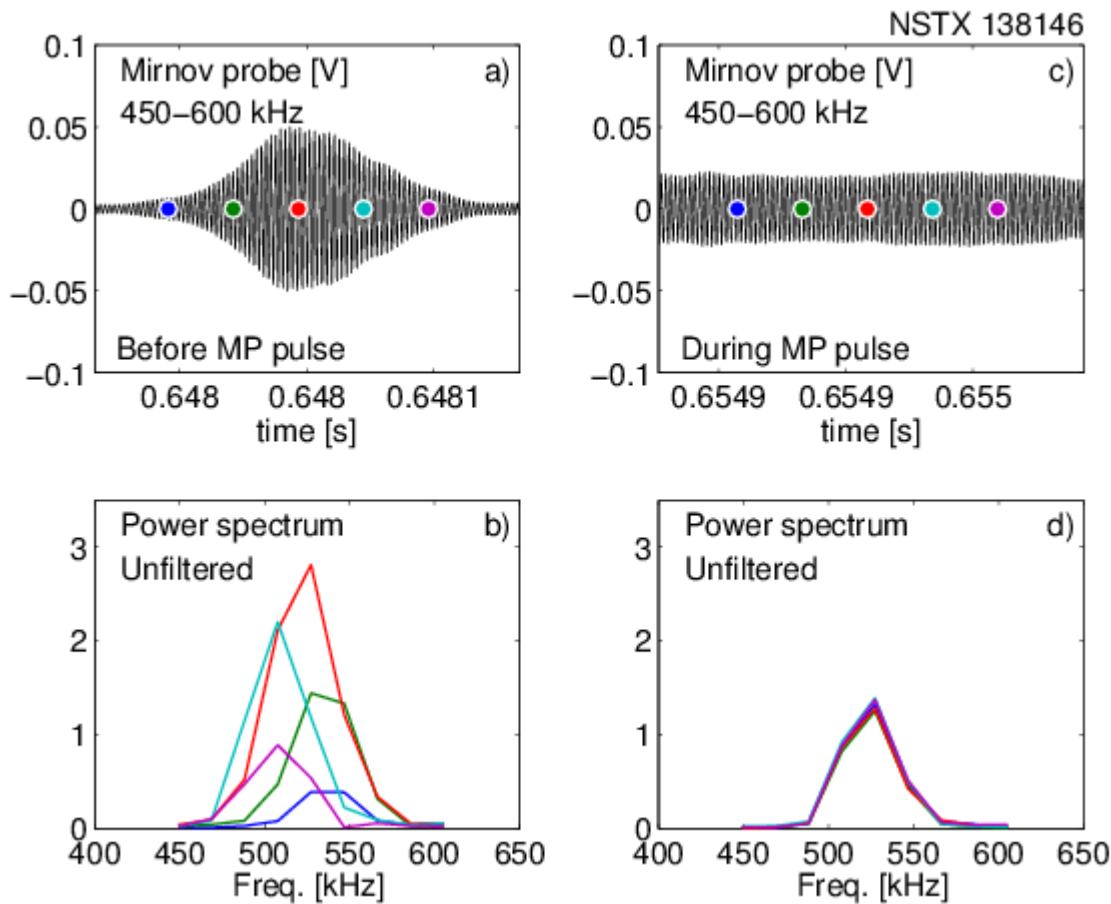 NSTX 138146
0.1
0.05
0
−0.05
−0.1
Mirnov probe [V]
a)
450−600 kHz
Before MP pulse
0.648
0.648
0.6481
time [s]
0.1
0.05
0
−0.05
−0.1
Mirnov probe [V]
c)
450−600 kHz
During MP pulse
0.6549
0.6549
0.655
time [s]
3
2
1
0
Power spectrum
b)
Unfiltered
400
450
500
550
600
650
Freq. [kHz]
3
2
1
0
Power spectrum
d)
Unfiltered
400
450
500
550
600
650
Freq. [kHz]